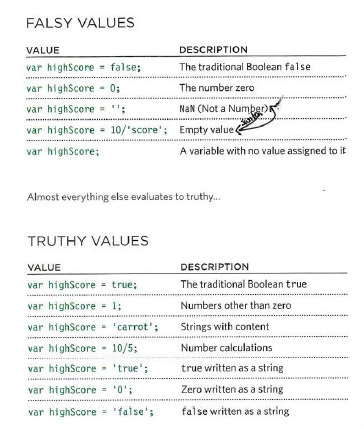 FALSY VALUES
VALUE DESCRIPTION
var highScore = false; The traditional Boolean false
var highScore = 0; The number zero
var highScore = ''; NaN (Not a Number)
var highScore = 10/'score'; Empty value
var highScore; A variable with no value assigned to it
Almost everything else evaluates to truthy...
TRUTHY VALUES
VALUE DESCRIPTION
var highScore = true; The traditional Boolean true
var highScore = 1; Numbers other than zero
var highScore = 'carrot'; Strings with content
var highScore = 10/5; Number calculations
var highScore = 'true'; true written as a string
var highScore = '0'; Zero written as a string
var highScore = 'false'; false written as a string